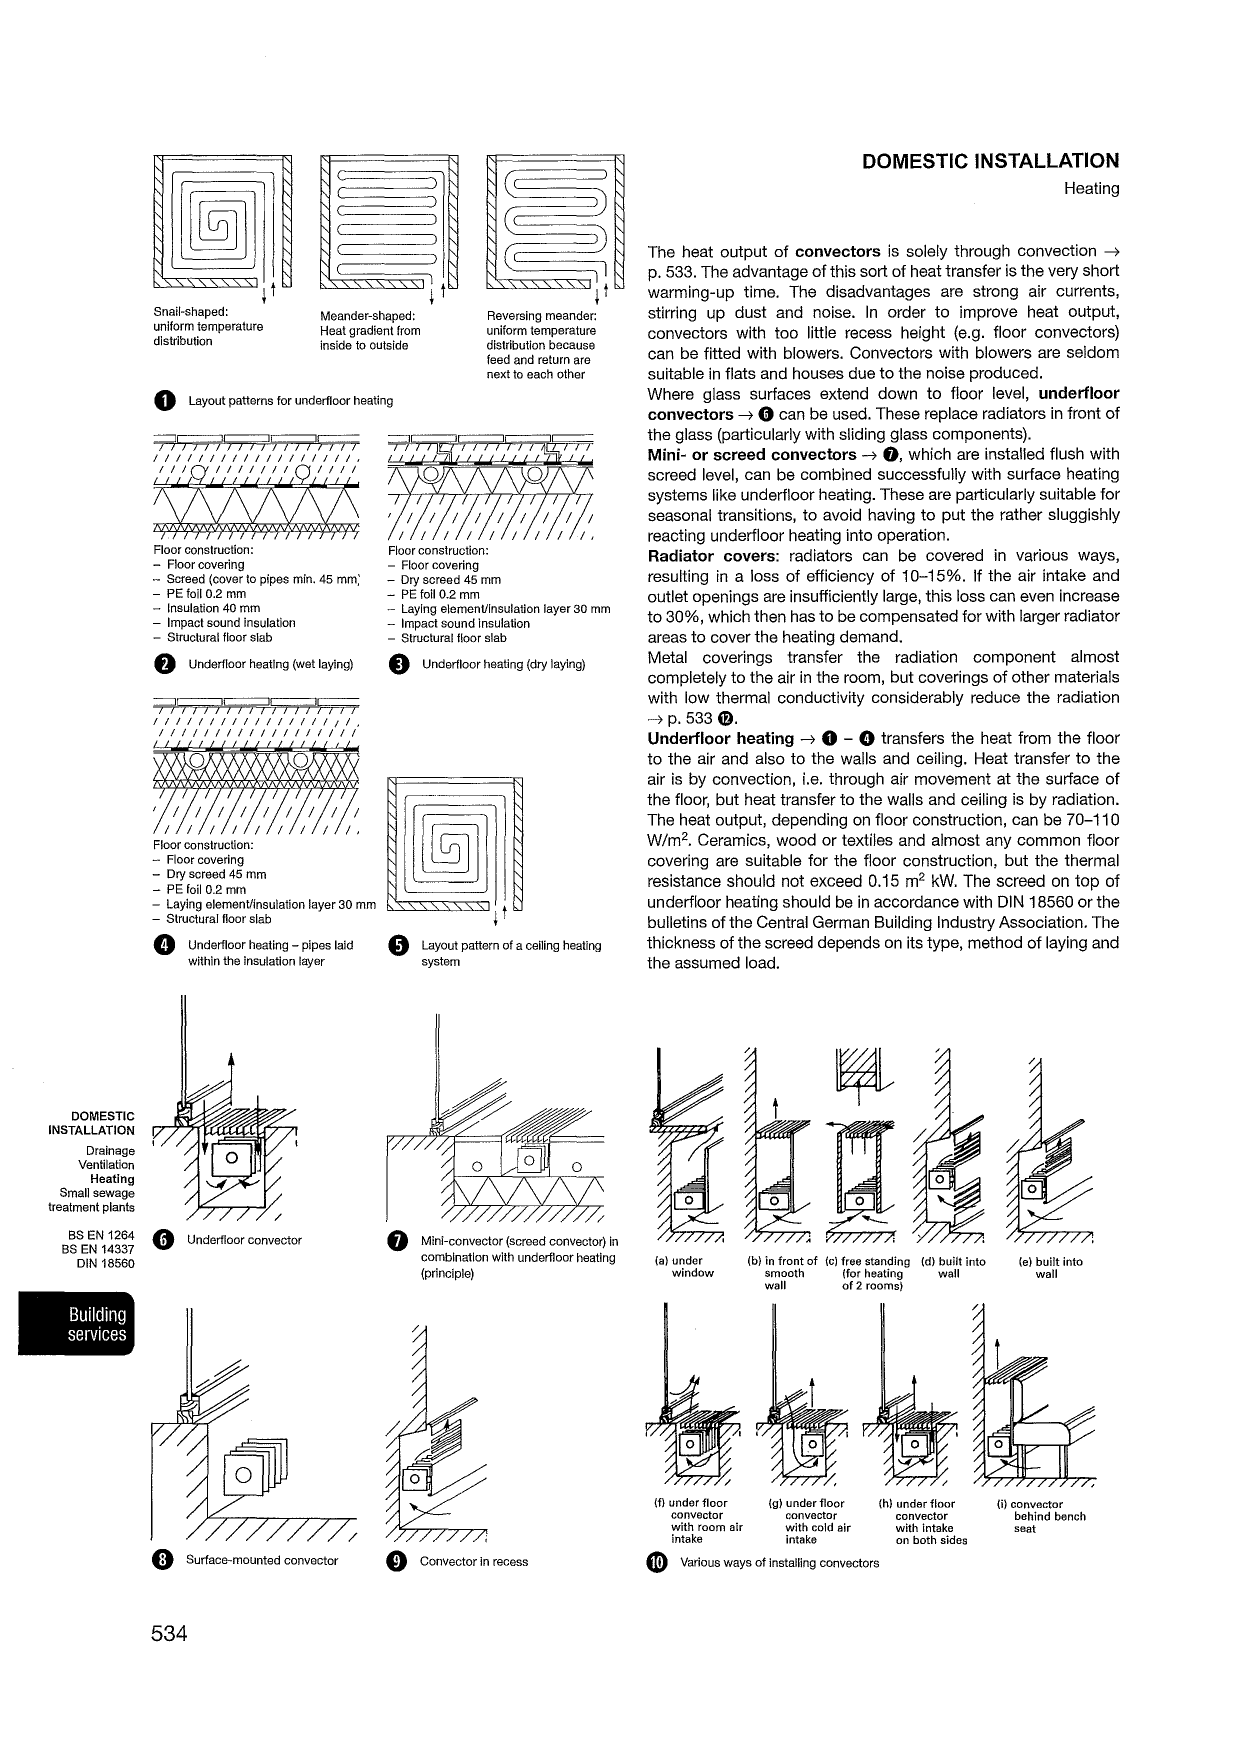 DOMESTIC INSTALLATION
Heating
Snail-shaped:
uniform temperature
distribution
Meander-shaped:
Heat gradient from
inside to outside
Reversing meander:
uniform temperature
distribution because
feed and return are
next to each other
1 Layout patterns for underfloor heating
Floor construction:
– Floor covering
– Screed (cover to pipes min. 45 mm)
– PE foil 0.2 mm
– Insulation 40 mm
– Impact sound insulation
– Structural floor slab
2 Underfloor heating (wet laying)
Floor construction:
– Floor covering
– Dry screed 45 mm
– PE foil 0.2 mm
– Laying element/insulation layer 30 mm
– Impact sound insulation
– Structural floor slab
3 Underfloor heating (dry laying)
Floor construction:
– Floor covering
– Dry screed 45 mm
– PE foil 0.2 mm
– Laying element/insulation layer 30 mm
– Structural floor slab
4 Underfloor heating – pipes laid
within the insulation layer
5 Layout pattern of a ceiling heating
system
The heat output of convectors is solely through convection →
p. 533. The advantage of this sort of heat transfer is the very short
warming-up time. The disadvantages are strong air currents,
stirring up dust and noise. In order to improve heat output,
convectors with too little recess height (e.g. floor convectors)
can be fitted with blowers. Convectors with blowers are seldom
suitable in flats and houses due to the noise produced.
Where glass surfaces extend down to floor level, underfloor
convectors → 6 can be used. These replace radiators in front of
the glass (particularly with sliding glass components).
Mini- or screed convectors → 7, which are installed flush with
screed level, can be combined successfully with surface heating
systems like underfloor heating. These are particularly suitable for
seasonal transitions, to avoid having to put the rather sluggishly
reacting underfloor heating into operation.
Radiator covers: radiators can be covered in various ways,
resulting in a loss of efficiency of 10–15%. If the air intake and
outlet openings are insufficiently large, this loss can even increase
to 30%, which then has to be compensated for with larger radiator
areas to cover the heating demand.
Metal coverings transfer the radiation component almost
completely to the air in the room, but coverings of other materials
with low thermal conductivity considerably reduce the radiation
→ p. 533 12.
Underfloor heating → 1 – 4 transfers the heat from the floor
to the air and also to the walls and ceiling. Heat transfer to the
air is by convection, i.e. through air movement at the surface of
the floor, but heat transfer to the walls and ceiling is by radiation.
The heat output, depending on floor construction, can be 70–110
W/m². Ceramics, wood or textiles and almost any common floor
covering are suitable for the floor construction, but the thermal
resistance should not exceed 0.15 m² kW. The screed on top of
underfloor heating should be in accordance with DIN 18560 or the
bulletins of the Central German Building Industry Association. The
thickness of the screed depends on its type, method of laying and
the assumed load.
DOMESTIC
INSTALLATION
Drainage
Ventilation
Heating
Small sewage
treatment plants
BS EN 1264
BS EN 14337
DIN 18560
Building
services
6 Underfloor convector
7 Mini-convector (screed convector) in
combination with underfloor heating
(principle)
8 Surface-mounted convector
9 Convector in recess
(a) under
window
(b) in front of
smooth
wall
(c) free standing
(for heating
of 2 rooms)
(d) built into
wall
(e) built into
wall
(f) under floor
convector
with room air
intake
(g) under floor
convector
with cold air
intake
(h) under floor
convector
with intake
on both sides
(i) convector
behind bench
seat
10 Various ways of installing convectors
534